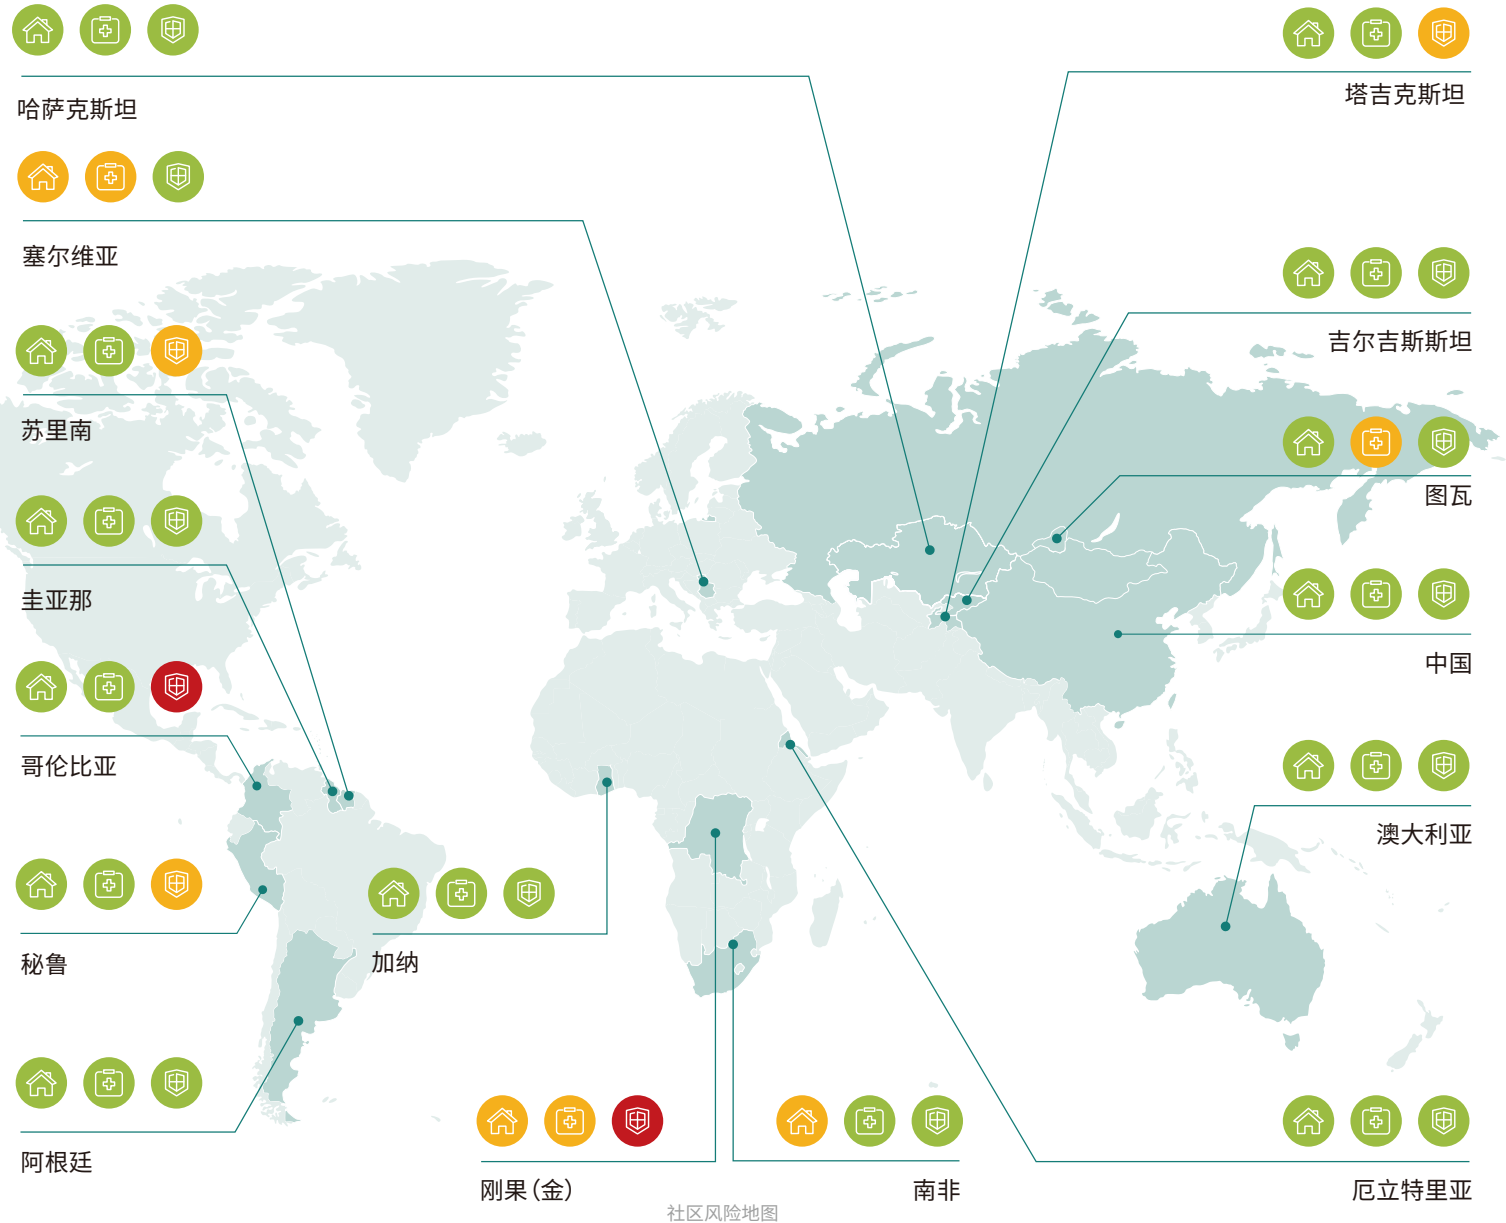 哈萨克斯坦
塔吉克斯坦
塞尔维亚
吉尔吉斯斯坦
苏里南
图瓦
圭亚那
中国
哥伦比亚
澳大利亚
秘鲁
加纳
阿根廷
刚果（金）
南非
厄立特里亚
社区风险地图